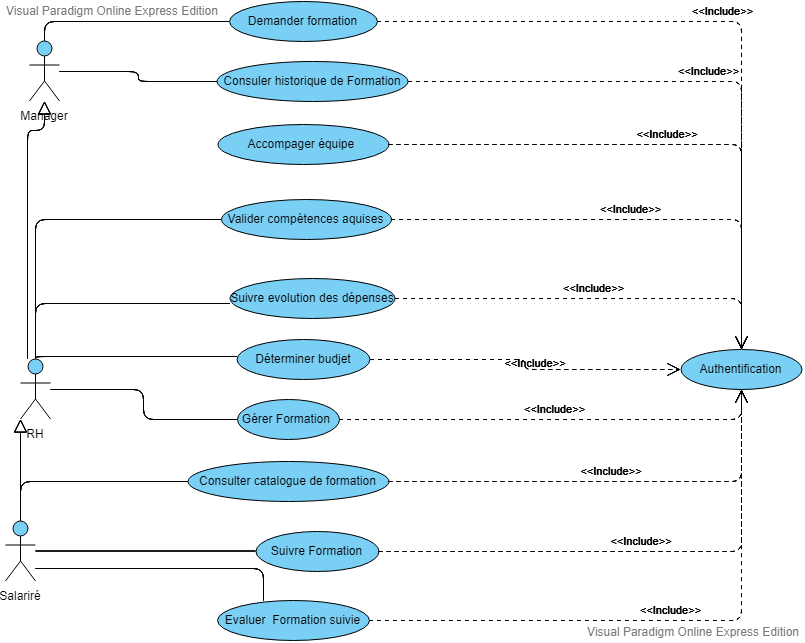 Visual Paradigm Online Express Edition
Demander formation
<<Include>>
Consuler historique de Formation
<<Include>>
Manager
Accompager équipe
<<Include>>
Valider compétences aquises
<<Include>>
Suivre evolution des dépenses
<<Include>>
Déterminer budjet
<<Include>>
Authentification
Gérer Formation
<<Include>>
RH
Consulter catalogue de formation
<<Include>>
Suivre Formation
<<Include>>
Salariré
Evaluer Formation suivie
<<Include>>
Visual Paradigm Online Express Edition